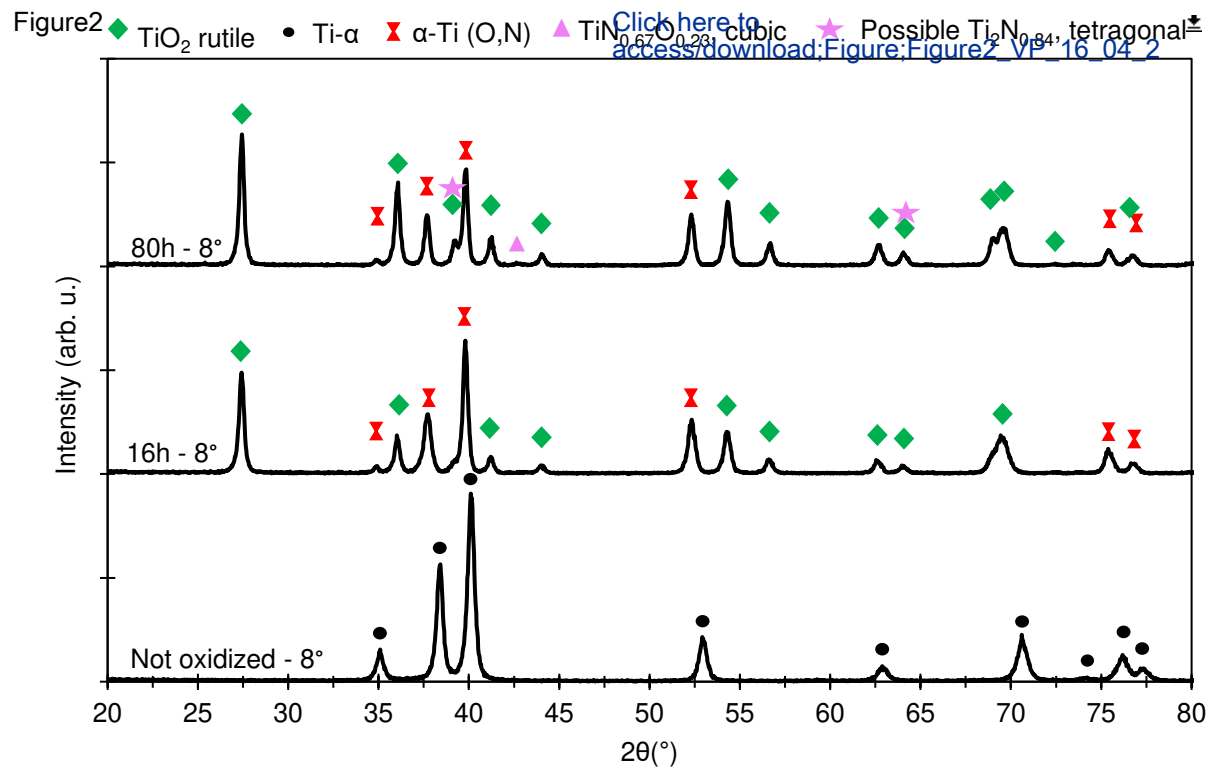 Figure2
TiO2 rutile Ti-α α-Ti (O,N) TiN0.67O0.23, cubic Possible Ti2N0.84, tetragonal
Click here to
access/download;Figure;Figure2_VP_16_04_2
80h - 8°
16h - 8°
Not oxidized - 8°
Intensity (arb. u.)
20 25 30 35 40 45 50 55 60 65 70 75 80
2θ(°)